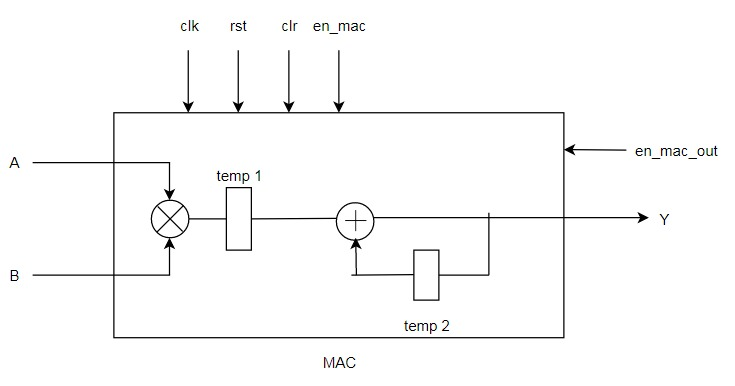 clk rst clr en_mac
en_mac_out
A
temp 1
Y
B
temp 2
MAC